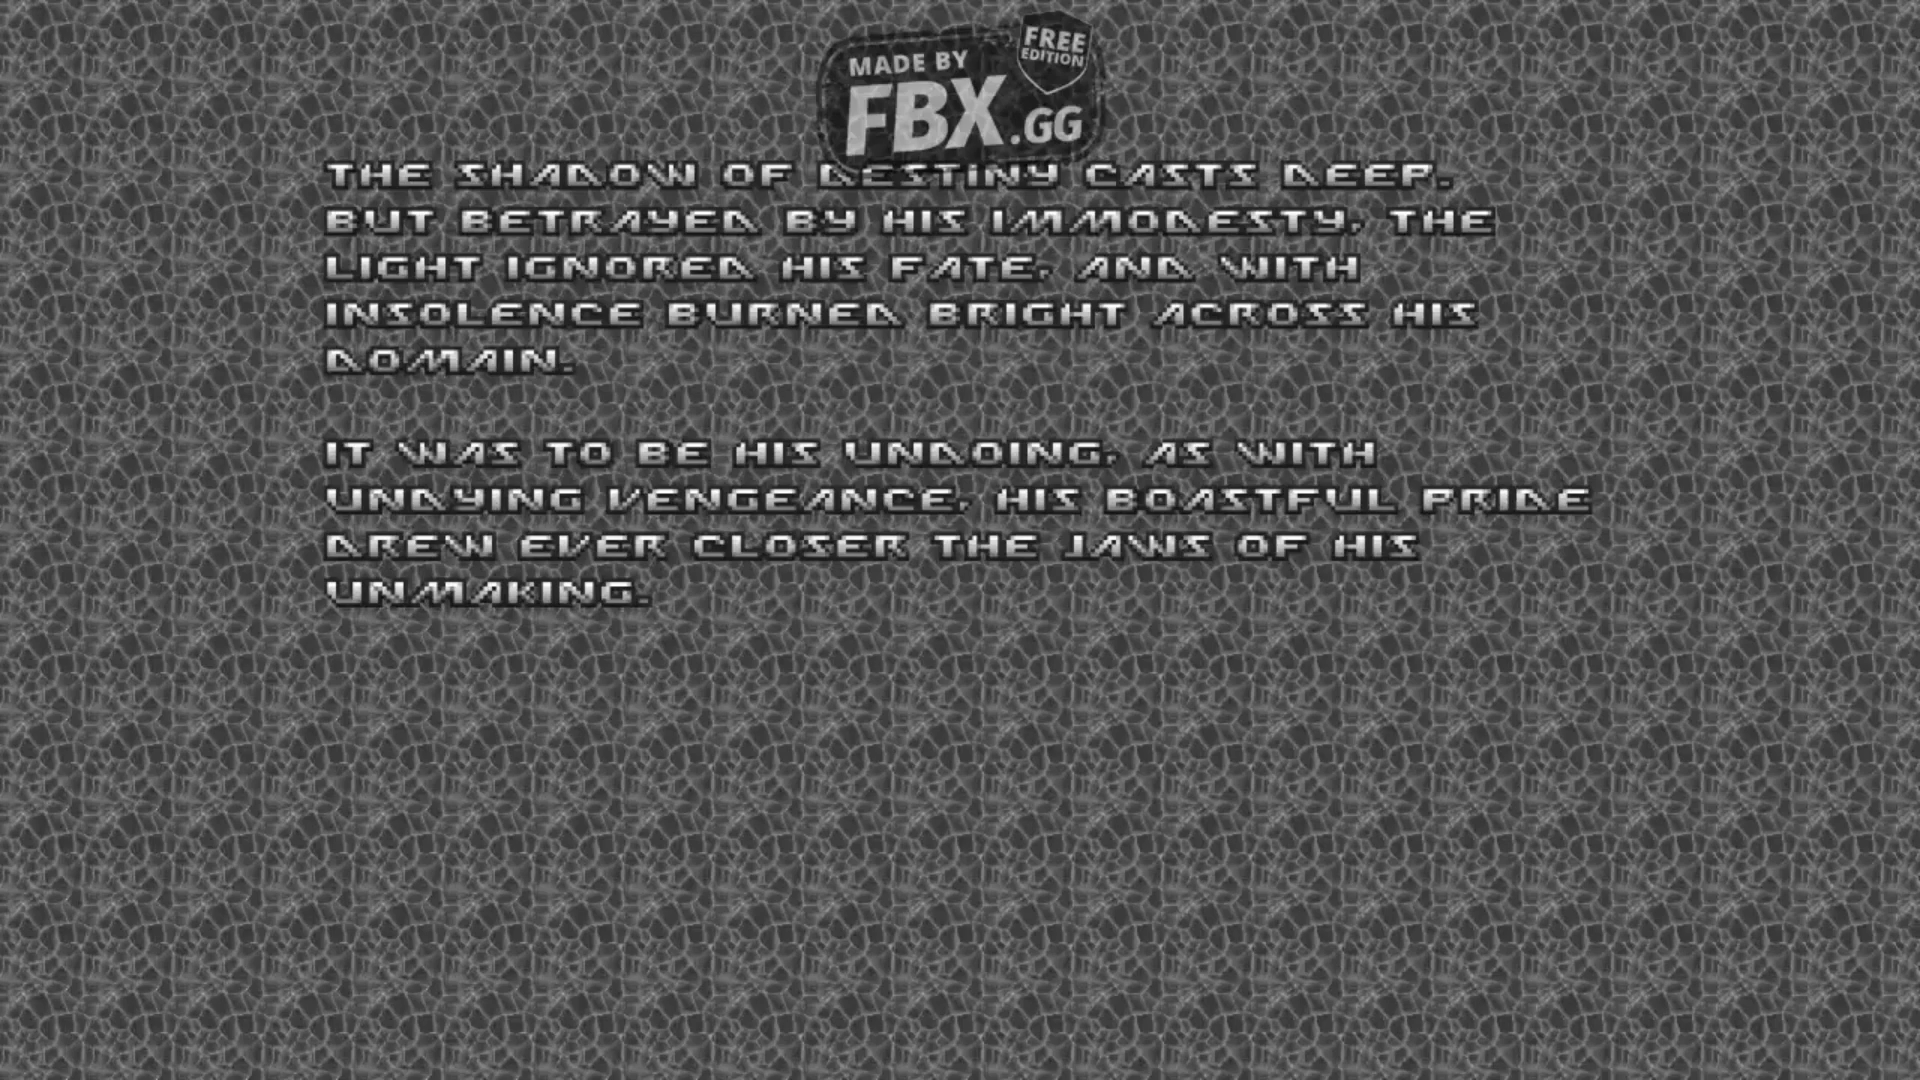 MADE BY
FREE
EDITION
FBX.GG
THE SHADOW OF DESTINY CASTS DEEP.
BUT BETRAYED BY HIS IMMODESTY, THE
LIGHT IGNORED HIS FATE, AND WITH
INSOLENCE BURNED BRIGHT ACROSS HIS
DOMAIN.
IT WAS TO BE HIS UNDOING, AS WITH
UNDYING VENGEANCE, HIS BOASTFUL PRIDE
DREW EVER CLOSER THE JAWS OF HIS
UNMAKING.